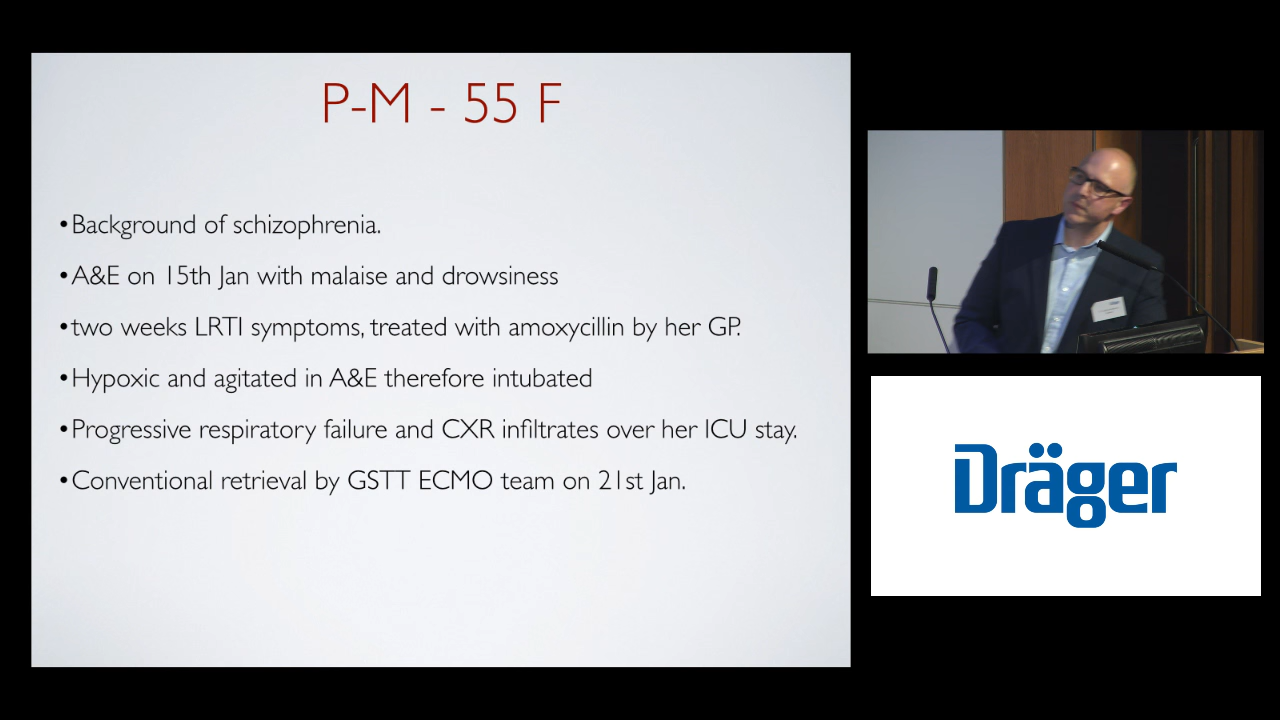 P-M - 55 F
•Background of schizophrenia.
•A&E on 15th Jan with malaise and drowsiness
•two weeks LRTI symptoms, treated with amoxycillin by her GP.
•Hypoxic and agitated in A&E therefore intubated
•Progressive respiratory failure and CXR infiltrates over her ICU stay.
•Conventional retrieval by GSTT ECMO team on 21st Jan.
Dräger